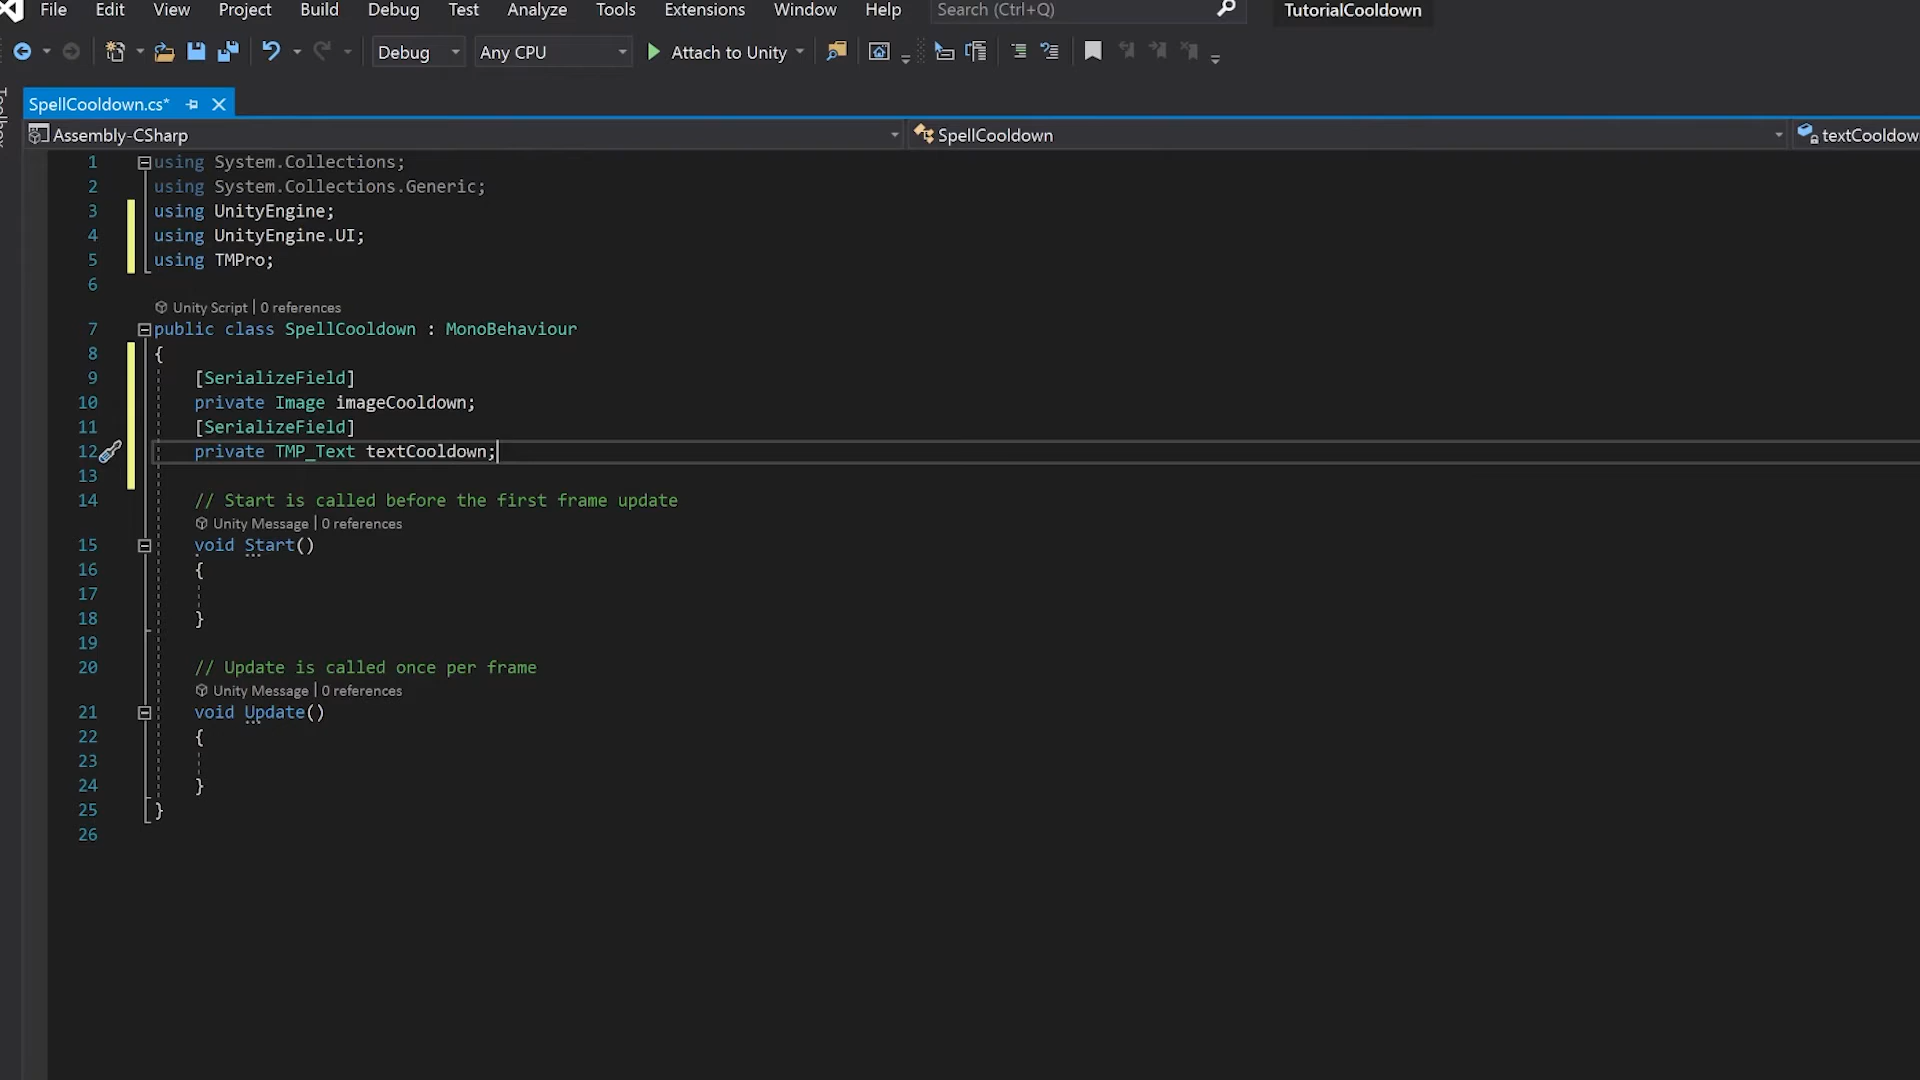 File Edit View Project Build Debug Test Analyze Tools Extensions Window Help Search (Ctrl+Q) TutorialCooldown
Debug Any CPU Attach to Unity
SpellCooldown.cs*
Assembly-CSharp SpellCooldown textCooldow
1 using System.Collections;
2 using System.Collections.Generic;
3 using UnityEngine;
4 using UnityEngine.UI;
5 using TMPro;
6
Unity Script | 0 references
7 public class SpellCooldown : MonoBehaviour
8 {
9 [SerializeField]
10 private Image imageCooldown;
11 [SerializeField]
12 private TMP_Text textCooldown;
13
14 // Start is called before the first frame update
Unity Message | 0 references
15 void Start()
16 {
17
18 }
19
20 // Update is called once per frame
Unity Message | 0 references
21 void Update()
22 {
23
24 }
25 }
26